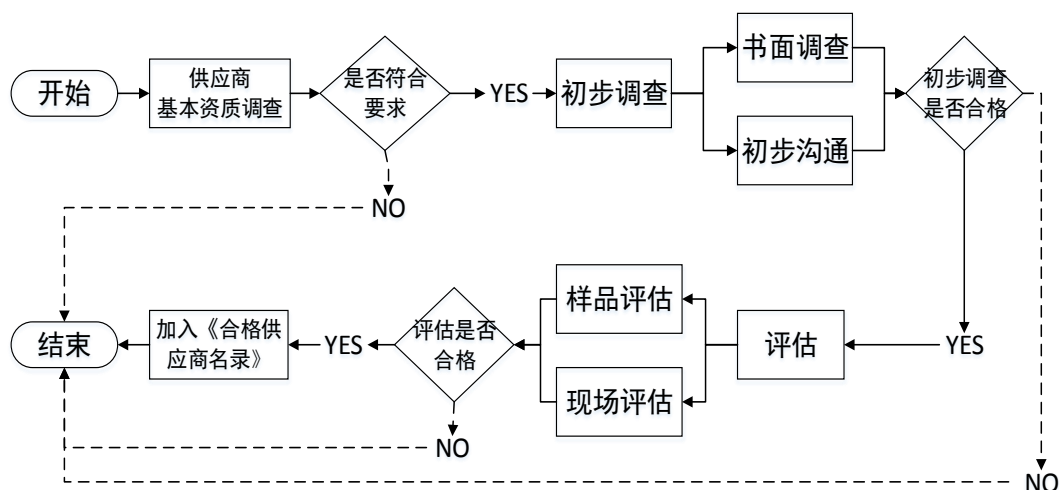 开始
供应商
基本资质调查
是否符合
要求
YES
初步调查
书面调查
初步沟通
初步调查
是否合格
NO
样品评估
现场评估
评估
YES
评估是否
合格
YES
加入《合格供
应商名录》
结束
NO
NO